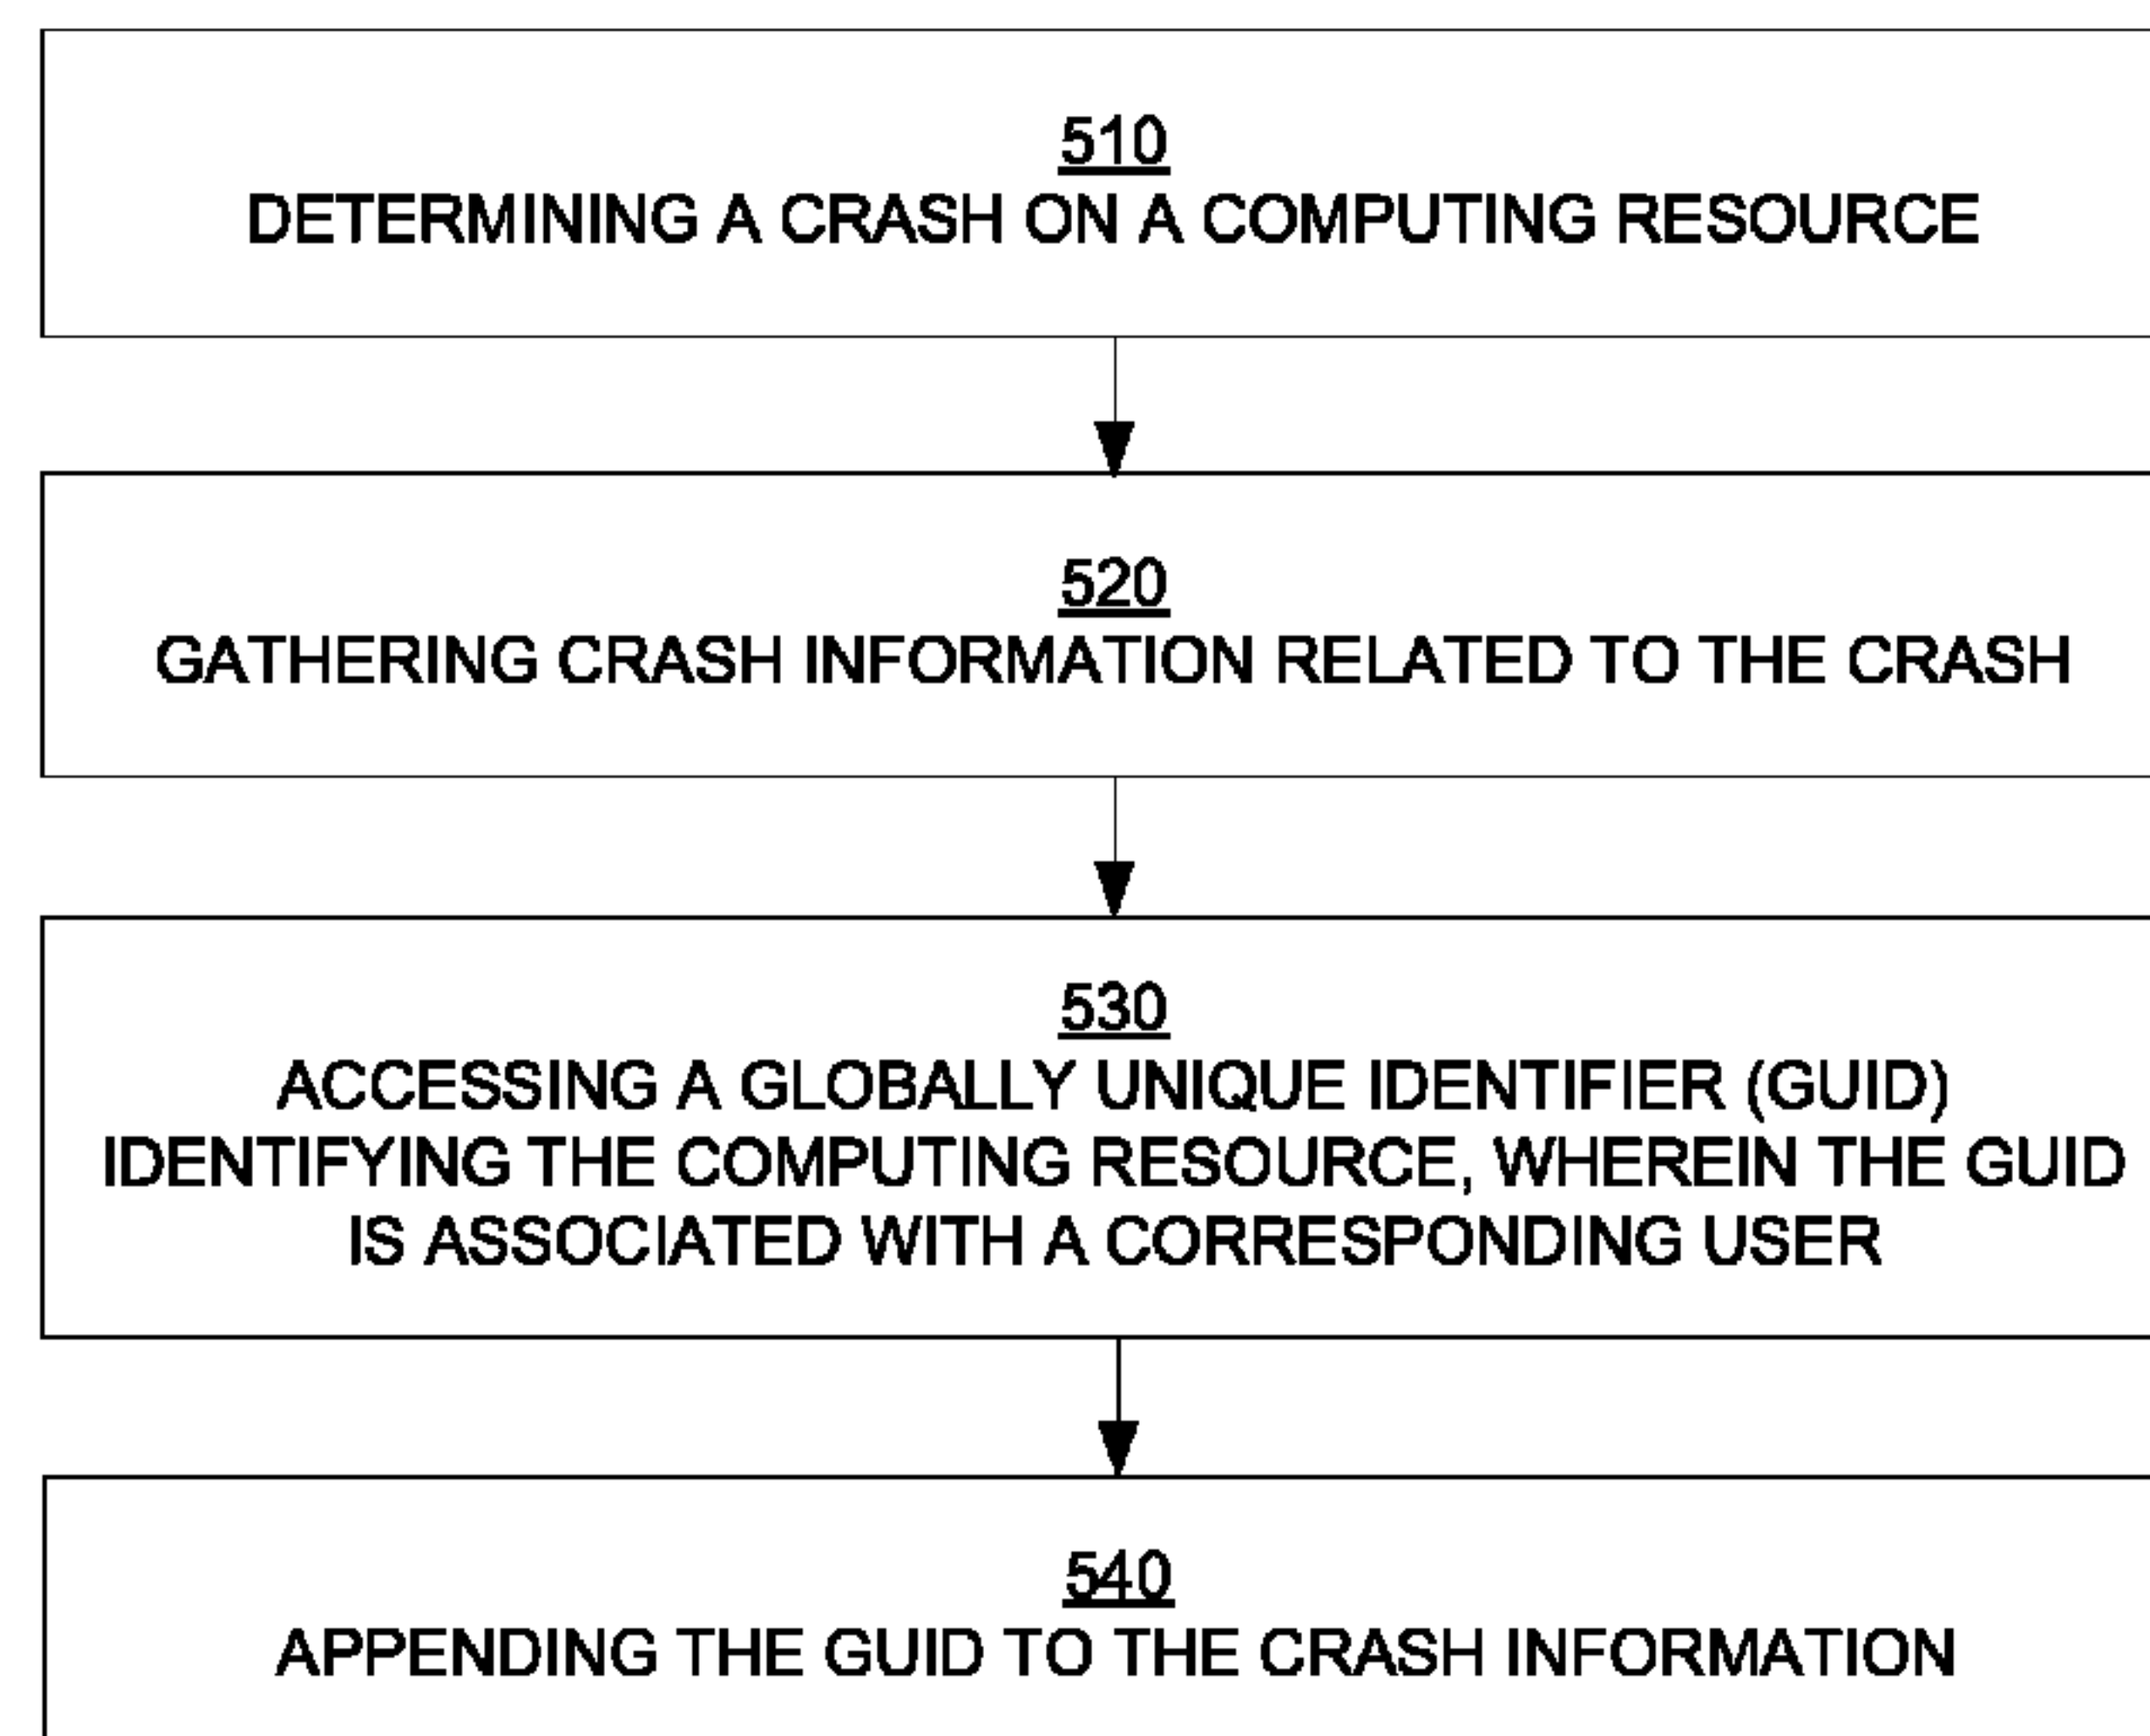 510
DETERMINING A CRASH ON A COMPUTING RESOURCE
520
GATHERING CRASH INFORMATION RELATED TO THE CRASH
530
ACCESSING A GLOBALLY UNIQUE IDENTIFIER (GUID)
IDENTIFYING THE COMPUTING RESOURCE, WHEREIN THE GUID
IS ASSOCIATED WITH A CORRESPONDING USER
540
APPENDING THE GUID TO THE CRASH INFORMATION